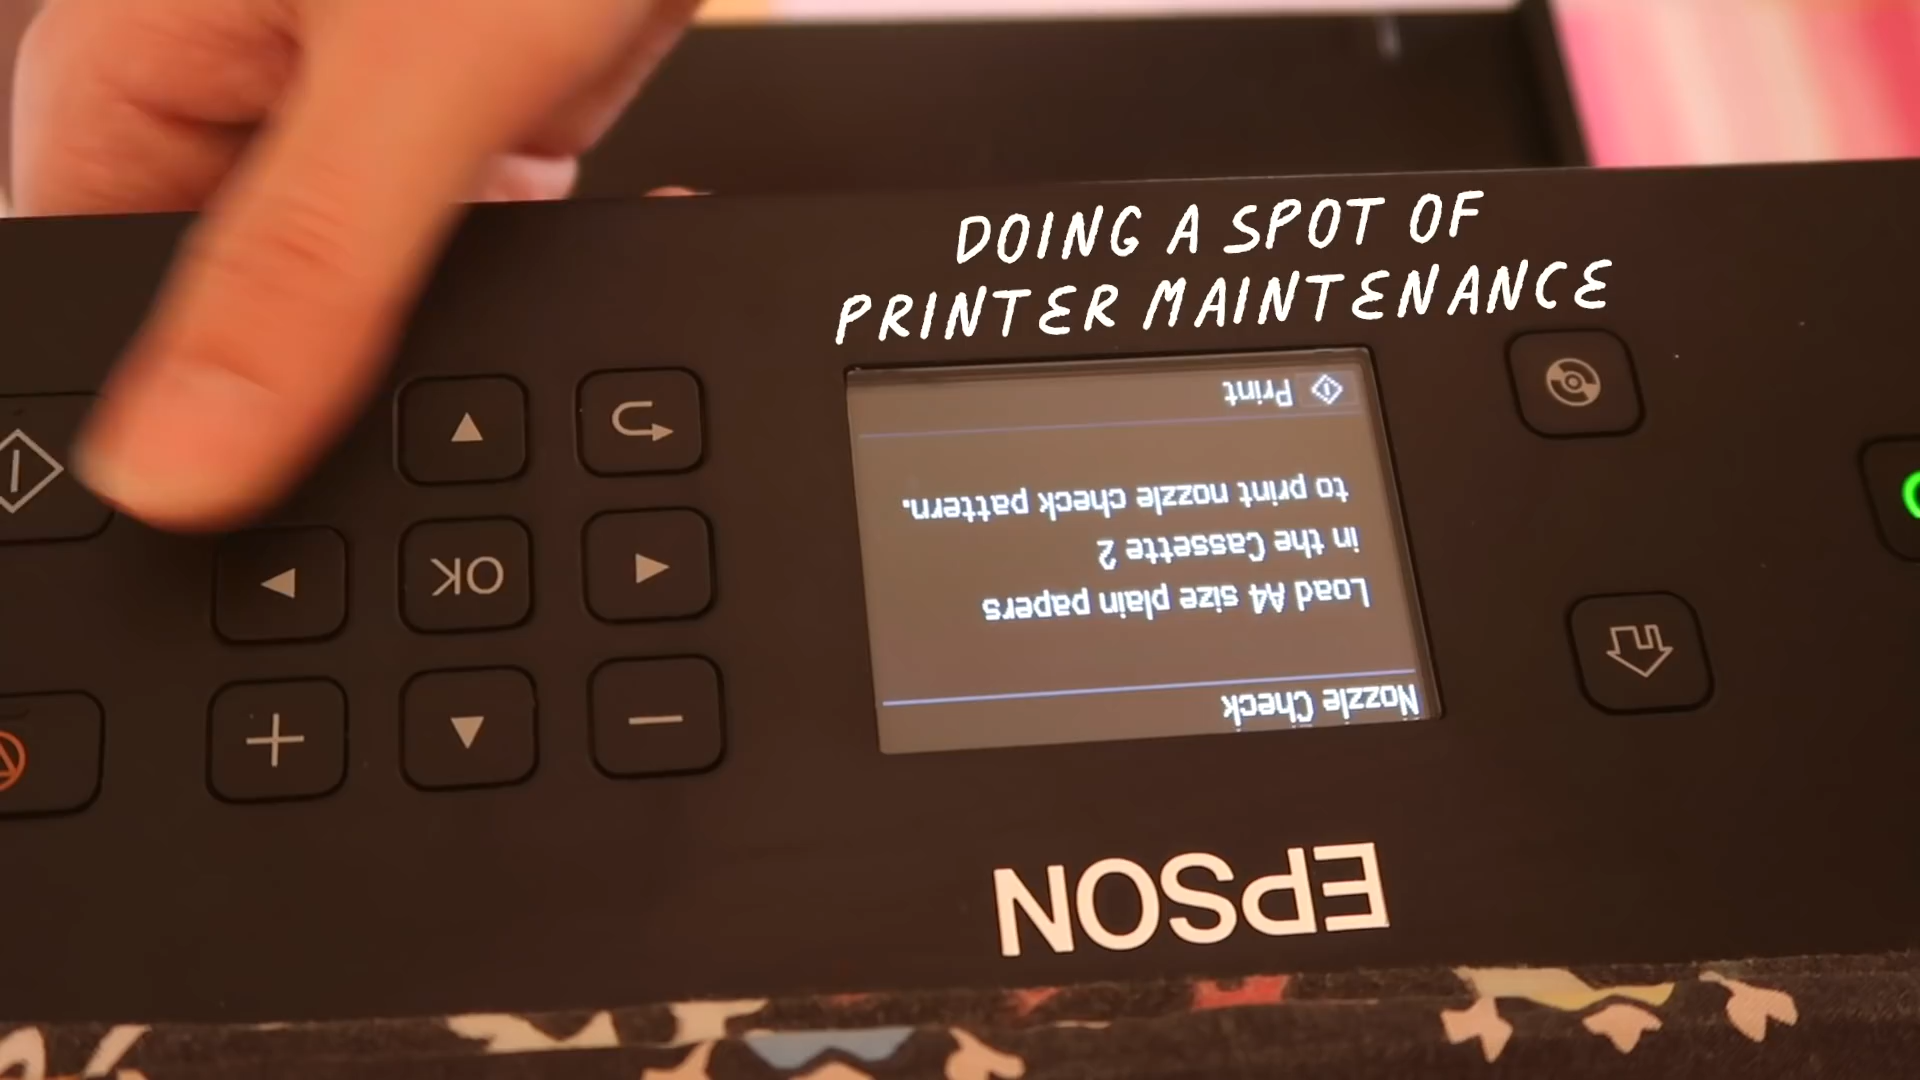 DOING A SPOT OF
PRINTER MAINTENANCE
EPSON
Nozzle Check
Load A4 size plain papers
in the Cassette 2
to print nozzle check pattern.
Print
OK